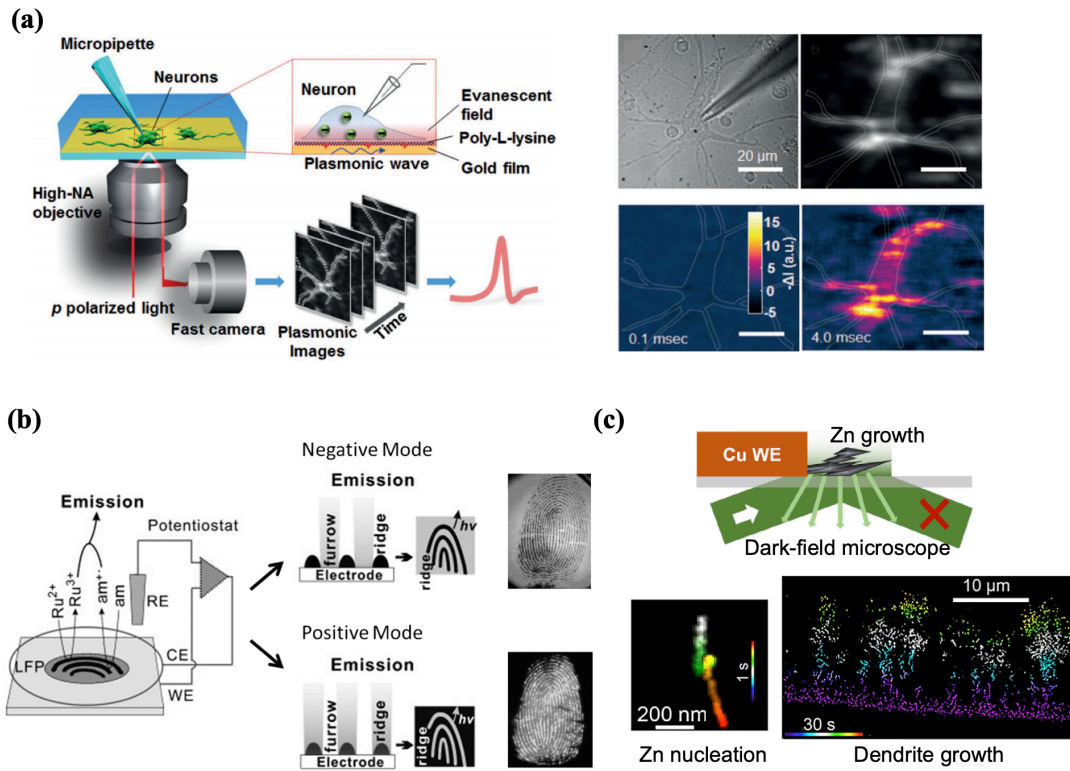 (a)
Micropipette
Neurons
Neuron
Evanescent
field
Poly-L-lysine
Gold film
Plasmonic wave
High-NA
objective
p polarized light
Fast camera
Plasmonic
Images
Time
20 µm
b
15
10
5
0
-5
-ΔI (a.u.)
0.1 msec
4.0 msec
(b)
Emission
Potentiostat
Ru2+
Ru3+
am+·
am
RE
LFP
CE
WE
Negative Mode
Emission
furrow
ridge
Electrode
ridge
hv
Positive Mode
Emission
furrow
ridge
Electrode
ridge
hv
(c)
Cu WE
Zn growth
Dark-field microscope
1 s
200 nm
Zn nucleation
10 µm
30 s
Dendrite growth